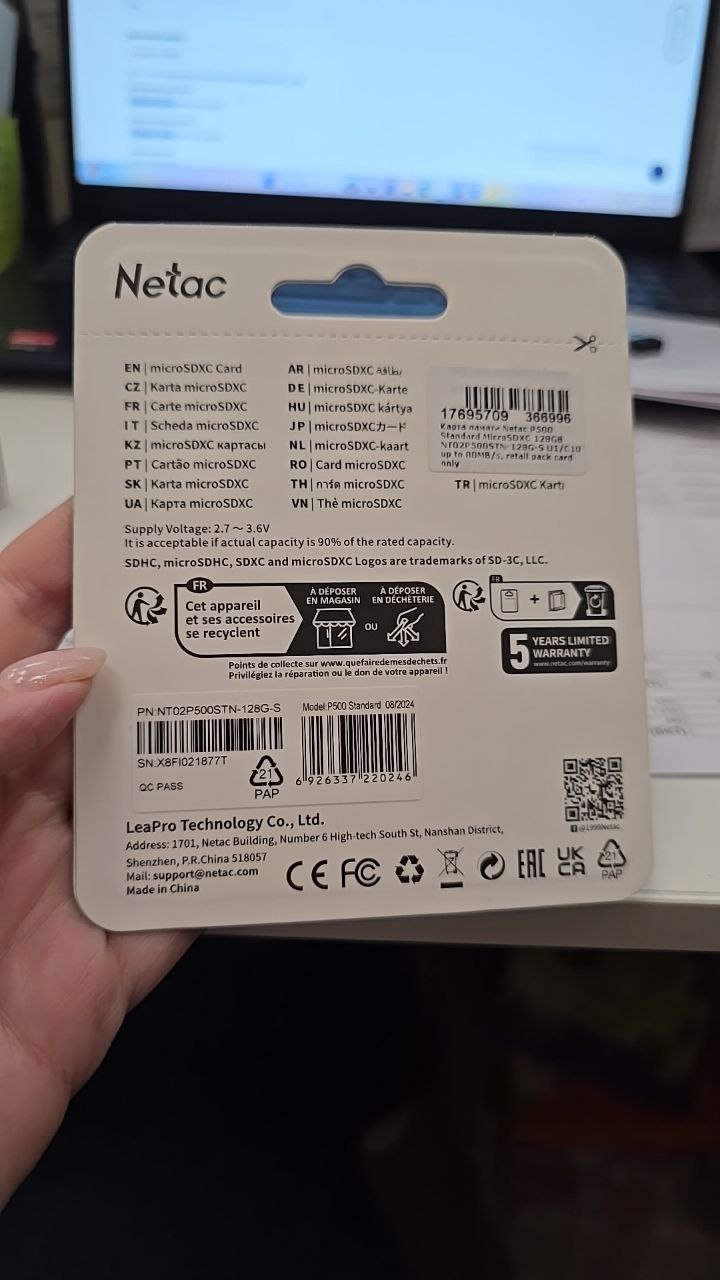 Netac
EN | microSDXC Card
CZ | Karta microSDXC
FR | Carte microSDXC
IT | Scheda microSDXC
KZ | microSDXC картасы
PT | Cartão microSDXC
SK | Karta microSDXC
UA | Карта microSDXC
AR | microSDXC بطاقة
DE | microSDXC-Karte
HU | microSDXC kártya
JP | microSDXCカード
NL | microSDXC-kaart
RO | Card microSDXC
TH | การ์ด microSDXC
VN | Thẻ microSDXC
17695709 366996
Карта памяти Netac P500
Standard MicroSDXC 128GB
NT02P500STN-128G-S U1/C10
up to 80MB/s, retail pack card
only
TR | microSDXC Kartı
Supply Voltage: 2.7 ~ 3.6V
It is acceptable if actual capacity is 90% of the rated capacity.
SDHC, microSDHC, SDXC and microSDXC Logos are trademarks of SD-3C, LLC.
FR
Cet appareil
et ses accessoires
se recyclent
À DÉPOSER
EN MAGASIN
OU
À DÉPOSER
EN DÉCHÈTERIE
FR
+
Points de collecte sur www.quefairedemesdechets.fr
Privilégiez la réparation ou le don de votre appareil !
5 YEARS LIMITED
WARRANTY
www.netac.com/warranty
PN:NT02P500STN-128G-S
SN:X8FI021877T
QC PASS
21
PAP
Model:P500 Standard 08/2024
6 926337 220246
@1999Netac
LeaPro Technology Co., Ltd.
Address: 1701, Netac Building, Number 6 High-tech South St, Nanshan District,
Shenzhen, P.R.China 518057
Mail: support@netac.com
Made in China
CE FC EAC UK
CA
21
PAP